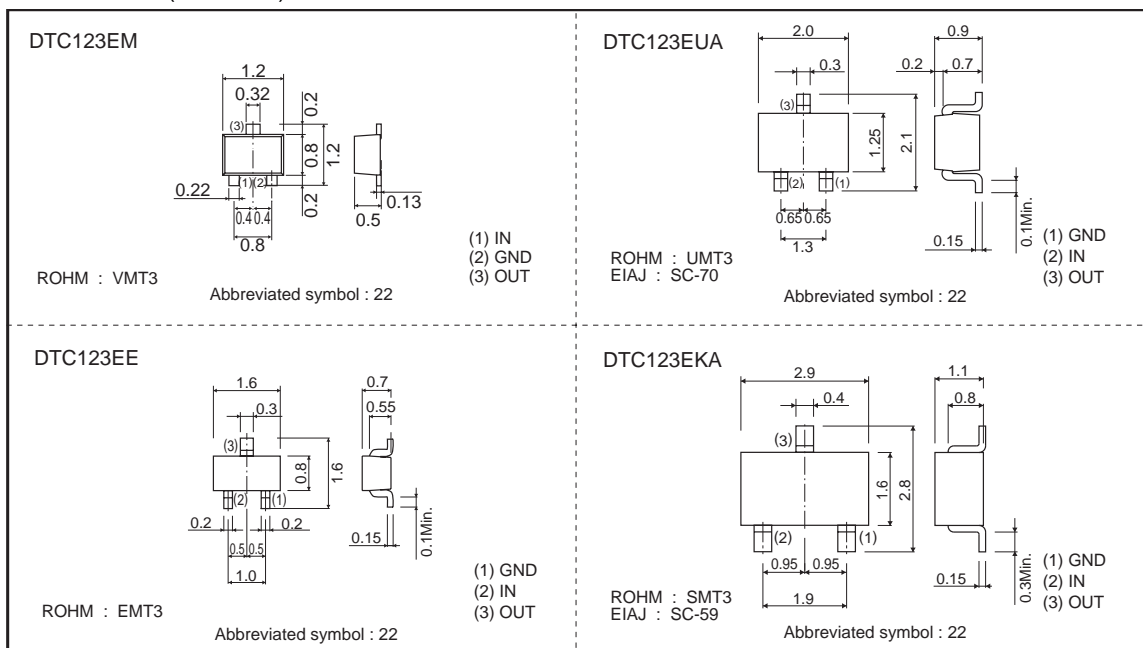 DTC123EM
1.2
0.32
0.2
(3)
0.8
1.2
(1)
(2)
0.22
0.2
0.4
0.4
0.8
0.13
0.5
(1) IN
(2) GND
(3) OUT
ROHM : VMT3
Abbreviated symbol : 22
DTC123EUA
2.0
0.3
(3)
1.25
2.1
(2)
(1)
0.65
0.65
1.3
0.9
0.2
0.7
0.15
0.1Min.
(1) GND
(2) IN
(3) OUT
ROHM : UMT3
EIAJ : SC-70
Abbreviated symbol : 22
DTC123EE
1.6
0.3
(3)
0.8
1.6
(2)
(1)
0.2
0.2
0.5
0.5
1.0
0.7
0.55
0.15
0.1Min.
(1) GND
(2) IN
(3) OUT
ROHM : EMT3
Abbreviated symbol : 22
DTC123EKA
2.9
0.4
(3)
1.6
2.8
(2)
(1)
0.95
0.95
1.9
1.1
0.8
0.15
0.3Min.
(1) GND
(2) IN
(3) OUT
ROHM : SMT3
EIAJ : SC-59
Abbreviated symbol : 22